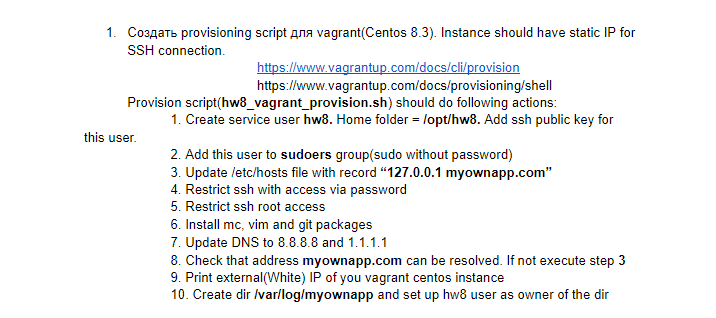 1. Создать provisioning script для vagrant(Centos 8.3). Instance should have static IP for
SSH connection.
https://www.vagrantup.com/docs/cli/provision
https://www.vagrantup.com/docs/provisioning/shell
Provision script(hw8_vagrant_provision.sh) should do following actions:
1. Create service user hw8. Home folder = /opt/hw8. Add ssh public key for
this user.
2. Add this user to sudoers group(sudo without password)
3. Update /etc/hosts file with record “127.0.0.1 myownapp.com”
4. Restrict ssh with access via password
5. Restrict ssh root access
6. Install mc, vim and git packages
7. Update DNS to 8.8.8.8 and 1.1.1.1
8. Check that address myownapp.com can be resolved. If not execute step 3
9. Print external(White) IP of you vagrant centos instance
10. Create dir /var/log/myownapp and set up hw8 user as owner of the dir